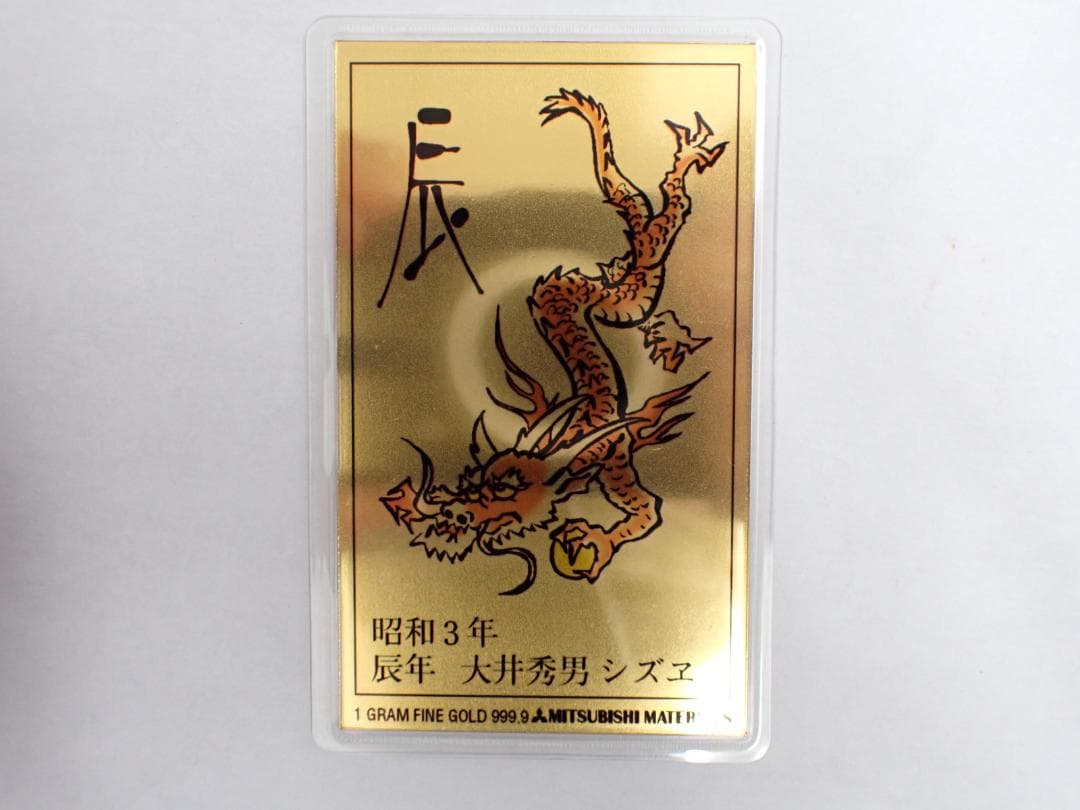 辰
昭和3年
辰年 大井秀男 シズヱ
1 GRAM FINE GOLD 999.9 MITSUBISHI MATERIALS